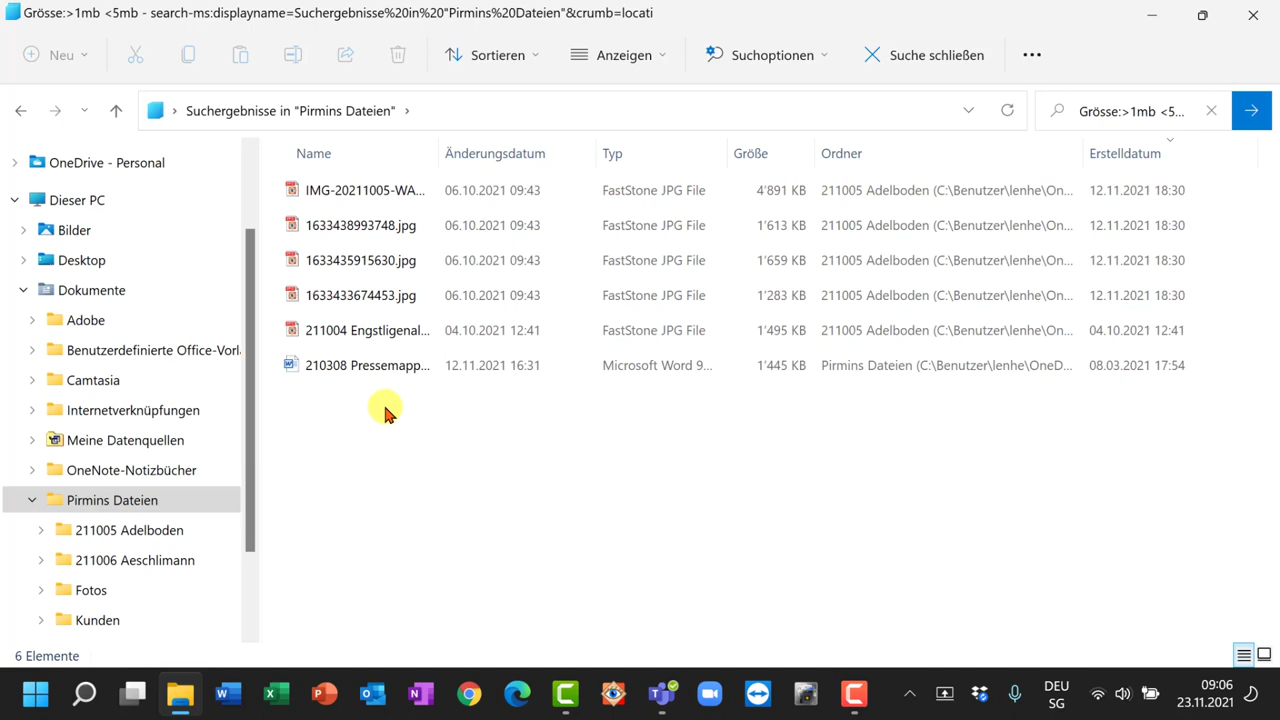 Grösse:>1mb <5mb - search-ms:displayname=Suchergebnisse%20in%20"Pirmins%20Dateien"&crumb=locati
Neu
Sortieren
Anzeigen
Suchoptionen
Suche schließen
Suchergebnisse in "Pirmins Dateien"
Grösse:>1mb <5...
Name Änderungsdatum Typ Größe Ordner Erstelldatum
IMG-20211005-WA... 06.10.2021 09:43 FastStone JPG File 4'891 KB 211005 Adelboden (C:\Benutzer\lenhe\On... 12.11.2021 18:30
1633438993748.jpg 06.10.2021 09:43 FastStone JPG File 1'613 KB 211005 Adelboden (C:\Benutzer\lenhe\On... 12.11.2021 18:30
1633435915630.jpg 06.10.2021 09:43 FastStone JPG File 1'659 KB 211005 Adelboden (C:\Benutzer\lenhe\On... 12.11.2021 18:30
1633433674453.jpg 06.10.2021 09:43 FastStone JPG File 1'283 KB 211005 Adelboden (C:\Benutzer\lenhe\On... 12.11.2021 18:30
211004 Engstligenal... 04.10.2021 12:41 FastStone JPG File 1'495 KB 211005 Adelboden (C:\Benutzer\lenhe\On... 04.10.2021 12:41
210308 Pressemapp... 12.11.2021 16:31 Microsoft Word 9... 1'445 KB Pirmins Dateien (C:\Benutzer\lenhe\OneD... 08.03.2021 17:54
OneDrive - Personal
Dieser PC
Bilder
Desktop
Dokumente
Adobe
Benutzerdefinierte Office-Vorl
Camtasia
Internetverknüpfungen
Meine Datenquellen
OneNote-Notizbücher
Pirmins Dateien
211005 Adelboden
211006 Aeschlimann
Fotos
Kunden
6 Elemente
DEU
SG
09:06
23.11.2021